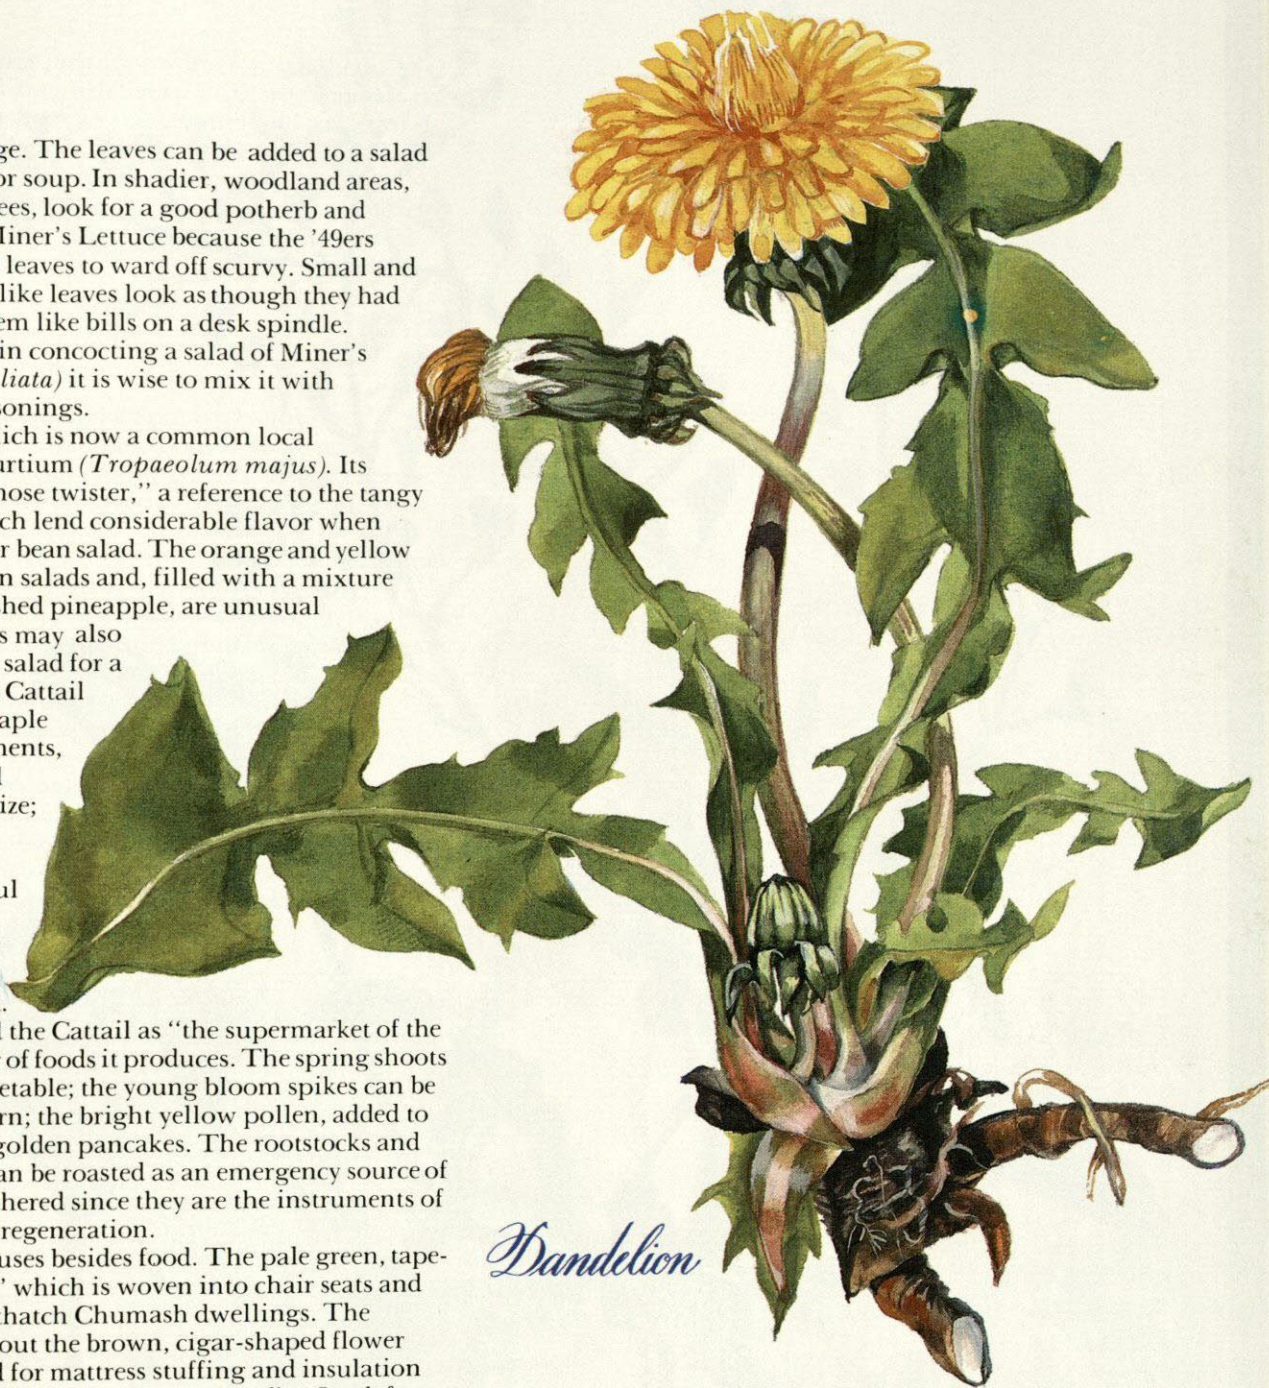 ge. The leaves can be added to a salad
or soup. In shadier, woodland areas,
ees, look for a good potherb and
Miner's Lettuce because the '49ers
leaves to ward off scurvy. Small and
like leaves look as though they had
em like bills on a desk spindle.
in concocting a salad of Miner's
liata) it is wise to mix it with
sonings.
ich is now a common local
urtium (Tropaeolum majus). Its
nose twister,” a reference to the tangy
ch lend considerable flavor when
r bean salad. The orange and yellow
n salads and, filled with a mixture
shed pineapple, are unusual
s may also
salad for a
Cattail
aple
nents,
ize;
ul
the Cattail as “the supermarket of the
of foods it produces. The spring shoots
etable; the young bloom spikes can be
rn; the bright yellow pollen, added to
golden pancakes. The rootstocks and
an be roasted as an emergency source of
hered since they are the instruments of
regeneration.
uses besides food. The pale green, tape-
” which is woven into chair seats and
thatch Chumash dwellings. The
out the brown, cigar-shaped flower
d for mattress stuffing and insulation
Dandelion